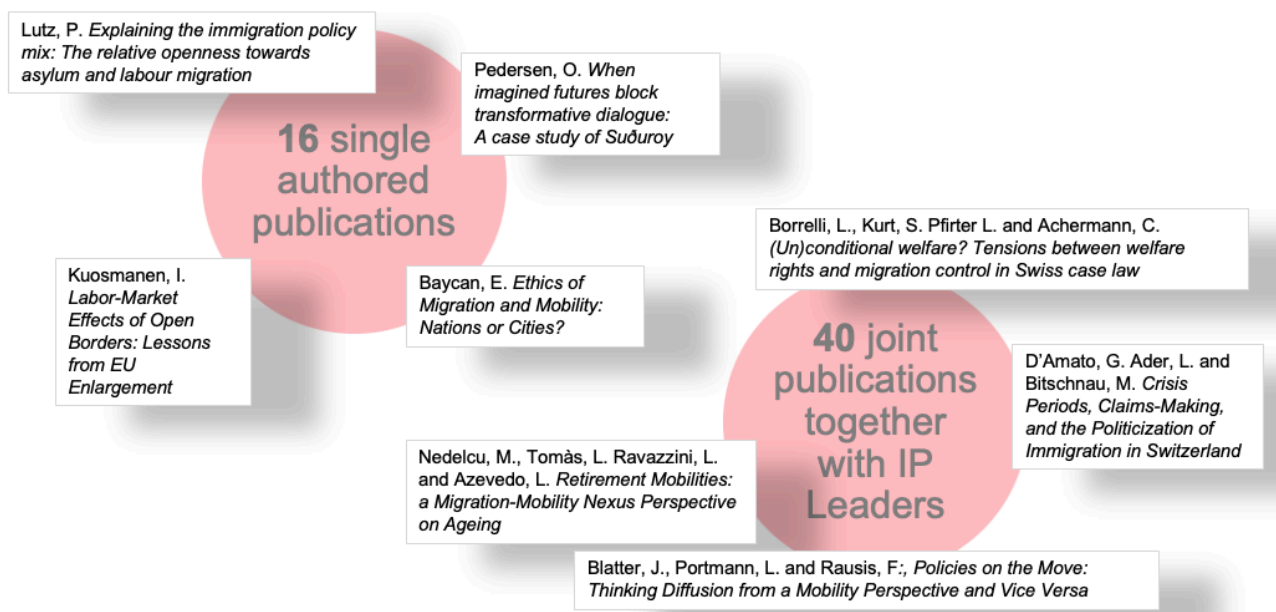 Lutz, P. Explaining the immigration policy
mix: The relative openness towards
asylum and labour migration
Pedersen, O. When
imagined futures block
transformative dialogue:
A case study of Suðuroy
16 single
authored
publications
Kuosmanen, I.
Labor-Market
Effects of Open
Borders: Lessons
from EU
Enlargement
Baycan, E. Ethics of
Migration and Mobility:
Nations or Cities?
Borrelli, L., Kurt, S. Pfirter L. and Achermann, C.
(Un)conditional welfare? Tensions between welfare
rights and migration control in Swiss case law
40 joint
publications
together
with IP
Leaders
D'Amato, G. Ader, L. and
Bitschnau, M. Crisis
Periods, Claims-Making,
and the Politicization of
Immigration in Switzerland
Nedelcu, M., Tomàs, L. Ravazzini, L.
and Azevedo, L. Retirement Mobilities:
a Migration-Mobility Nexus Perspective
on Ageing
Blatter, J., Portmann, L. and Rausis, F:, Policies on the Move:
Thinking Diffusion from a Mobility Perspective and Vice Versa